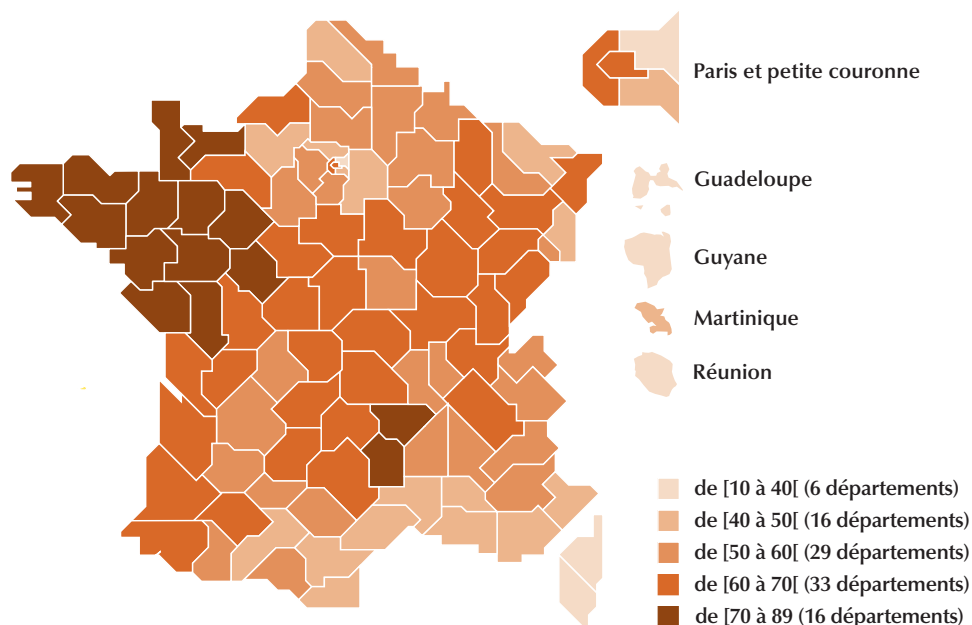 Paris et petite couronne
Guadeloupe
Guyane
Martinique
Réunion
de [10 à 40[ (6 départements)
de [40 à 50[ (16 départements)
de [50 à 60[ (29 départements)
de [60 à 70[ (33 départements)
de [70 à 89 (16 départements)